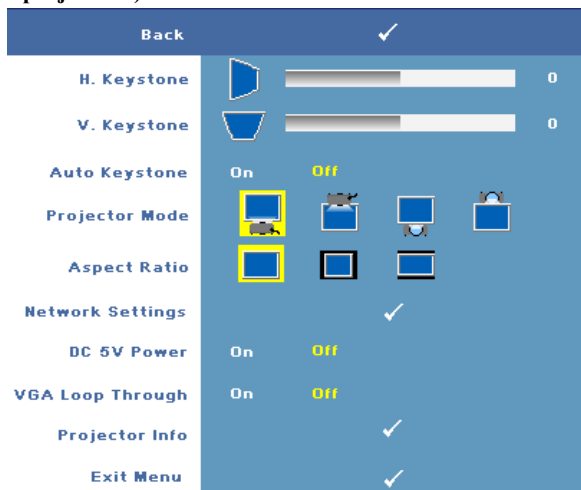 Back
H. Keystone 0
V. Keystone 0
Auto Keystone On Off
Projector Mode
Aspect Ratio
Network Settings
DC 5V Power On Off
VGA Loop Through On Off
Projector Info
Exit Menu